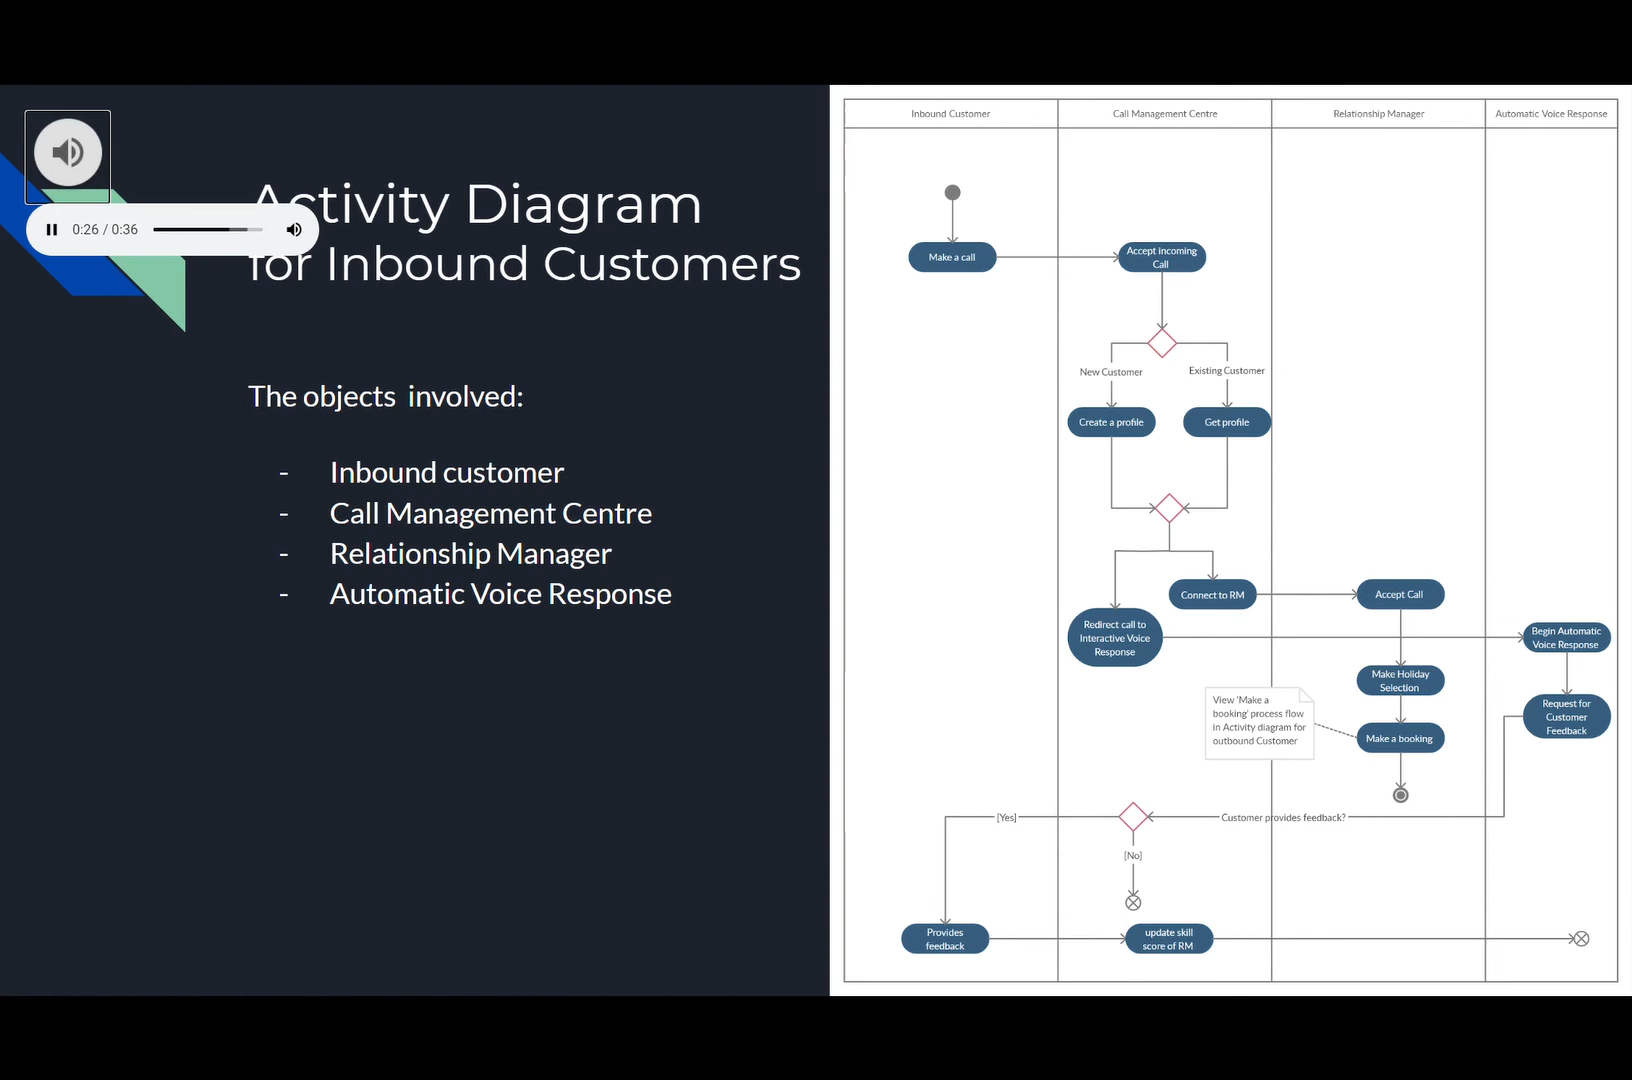 0:26 / 0:36
Activity Diagram
for Inbound Customers
The objects involved:
- Inbound customer
- Call Management Centre
- Relationship Manager
- Automatic Voice Response
Inbound Customer
Call Management Centre
Relationship Manager
Automatic Voice Response
Make a call
Accept incoming
Call
New Customer
Existing Customer
Create a profile
Get profile
Connect to RM
Accept Call
Redirect call to
Interactive Voice
Response
Begin Automatic
Voice Response
Make Holiday
Selection
View 'Make a
booking' process flow
in Activity diagram for
outbound Customer
Make a booking
Request for
Customer
Feedback
[Yes]
Customer provides feedback?
[No]
Provides
feedback
update skill
score of RM